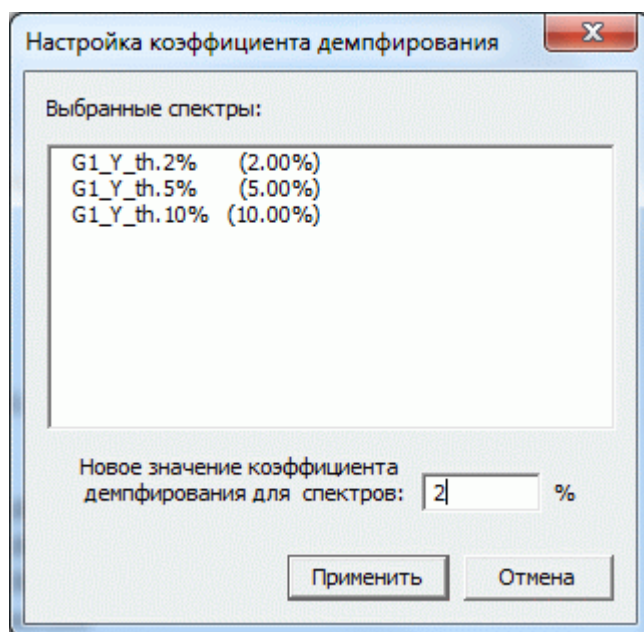 Настройка коэффициента демпфирования
Выбранные спектры:
G1_Y_th.2% (2.00%)
G1_Y_th.5% (5.00%)
G1_Y_th.10% (10.00%)
Новое значение коэффициента
демпфирования для спектров: 2 %
Применить Отмена